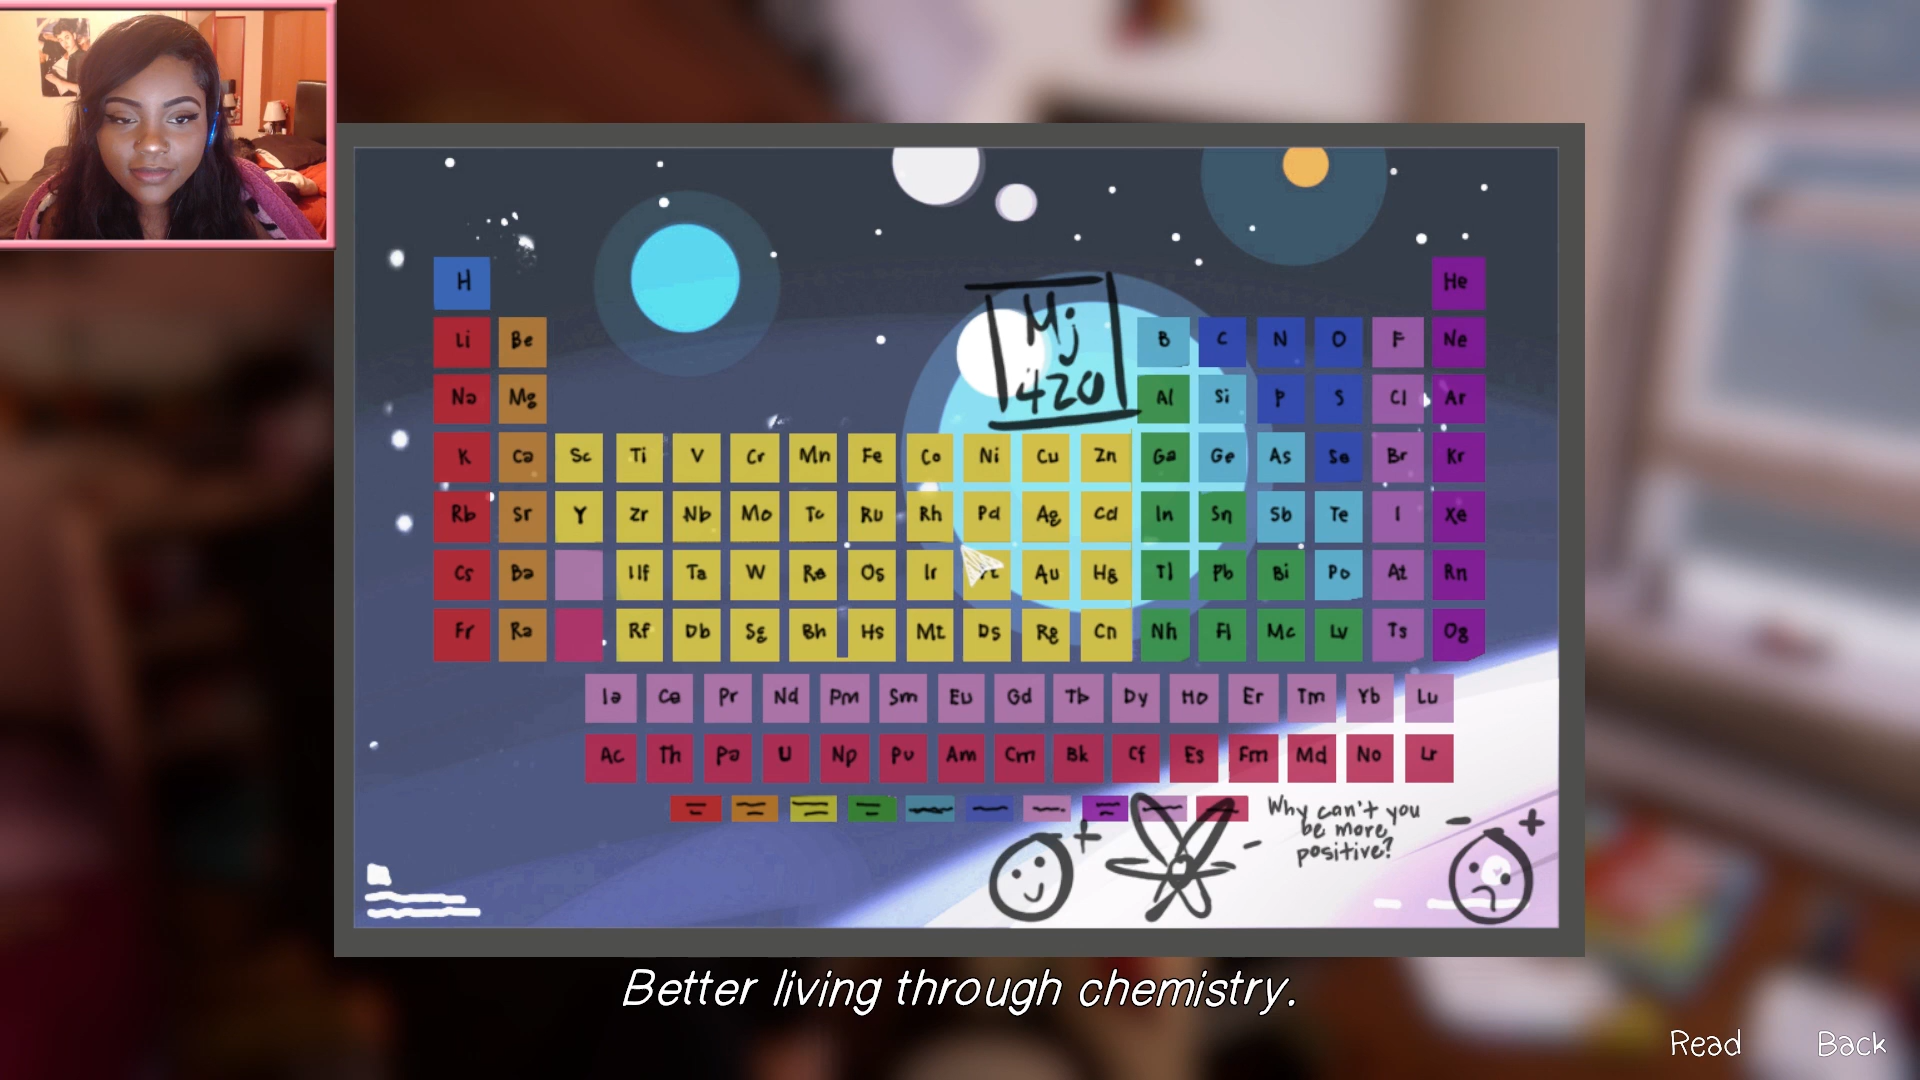 Mj
420
H He
Li Be B C N O F Ne
Na Mg Al Si P S Cl Ar
K Ca Sc Ti V Cr Mn Fe Co Ni Cu Zn Ga Ge As Se Br Kr
Rb Sr Y Zr Nb Mo Tc Ru Rh Pd Ag Cd In Sn Sb Te I Xe
Cs Ba Hf Ta W Re Os Ir Au Hg Tl Pb Bi Po At Rn
Fr Ra Rf Db Sg Bh Hs Mt Ds Rg Cn Nh Fl Mc Lv Ts Og
la Ce Pr Nd Pm Sm Eu Gd Tb Dy Ho Er Tm Yb Lu
Ac Th Pa U Np Pu Am Cm Bk Cf Es Fm Md No Lr
Why can't you
be more
positive?
+ - - +
Better living through chemistry.
Read Back